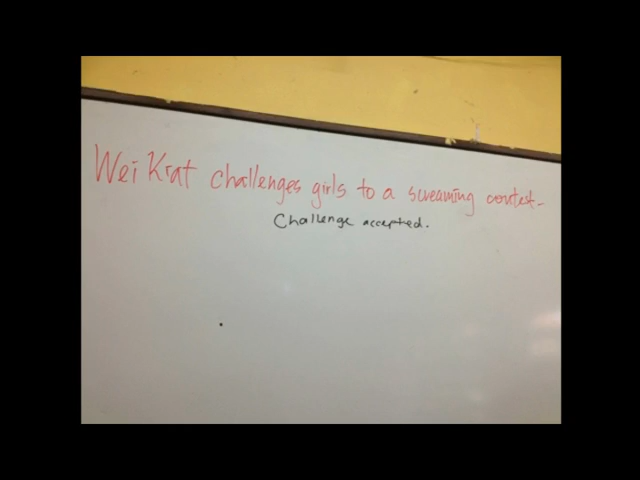 Wei Krat challenges girls to a screaming contest.
Challenge accepted.